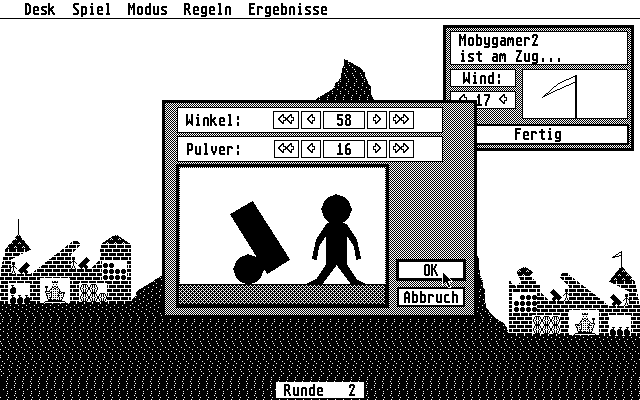 Desk Spiel Modus Regeln Ergebnisse
Mobygamer2
ist am Zug...
Wind:
17
Fertig
Winkel: 58
Pulver: 16
OK
Abbruch
Runde 2